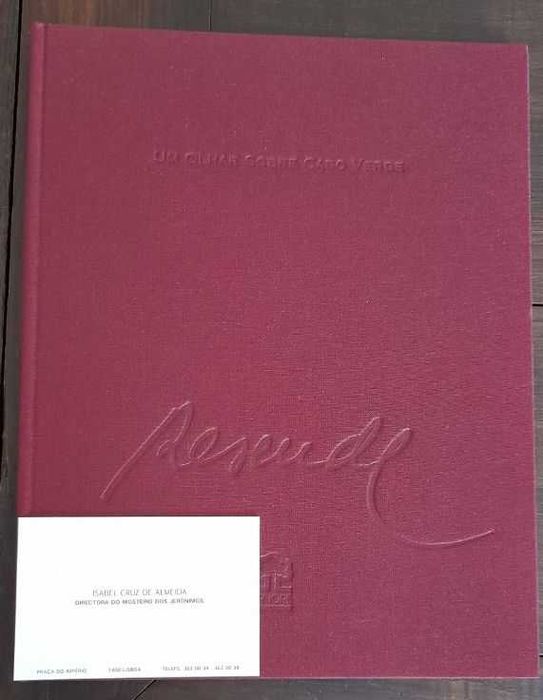 UM OLHAR SOBRE CABO VERDE
Resende
ISABEL CRUZ DE ALMEIDA
DIRECTORA DO MOSTEIRO DOS JERÓNIMOS
PRAÇA DO IMPÉRIO 1400 LISBOA TELEFS.